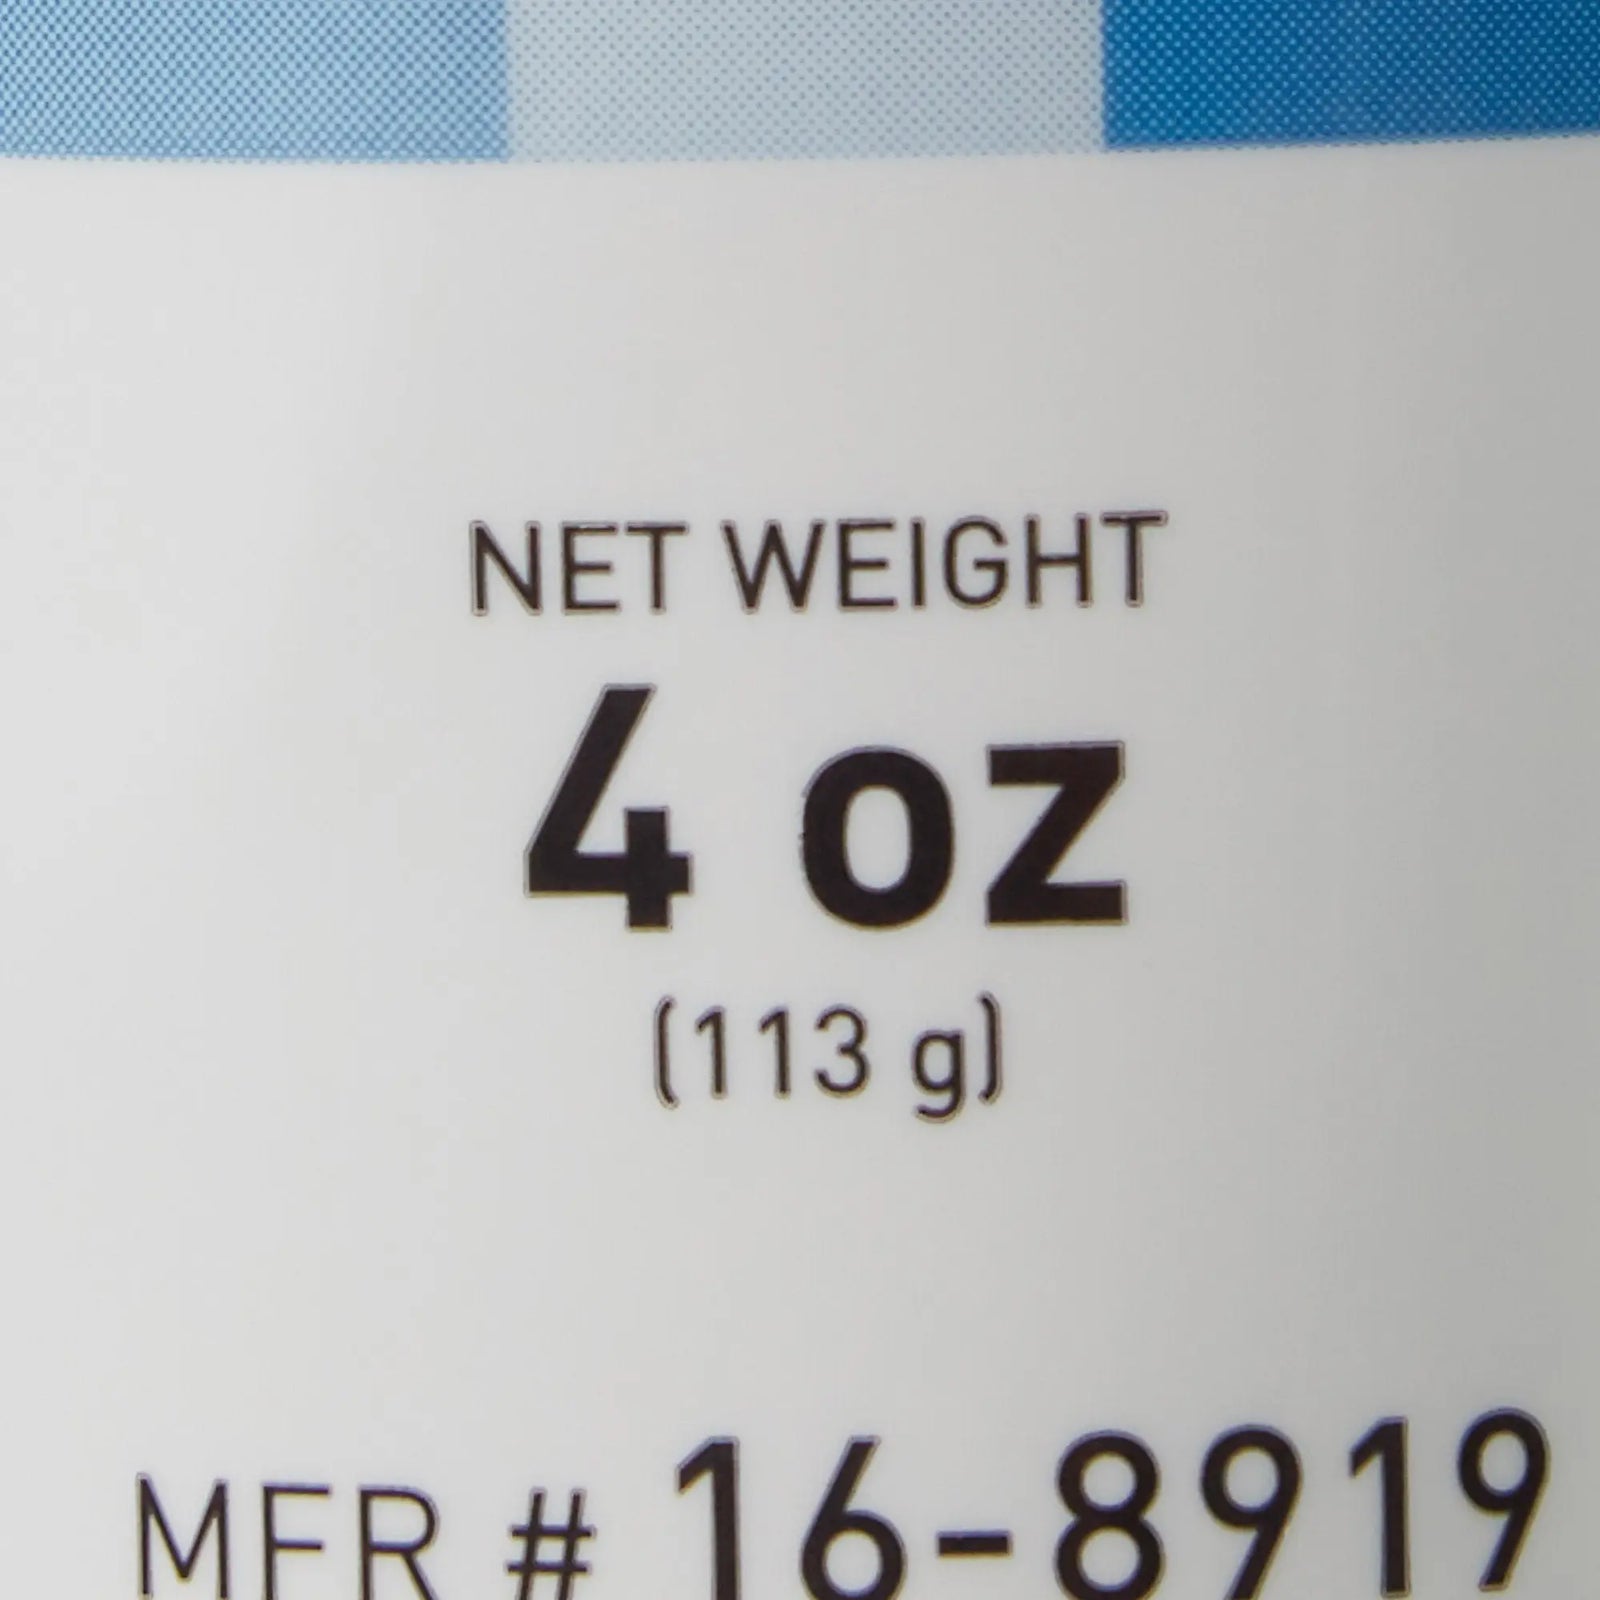 NET WEIGHT
4 oz
(113 g)
MFR # 16-8919